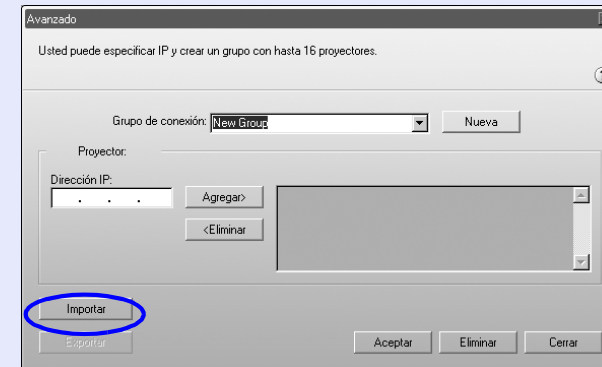 Avanzado
Usted puede especificar IP y crear un grupo con hasta 16 proyectores.
Grupo de conexión: New Group Nueva
Proyector:
Dirección IP:
. . . Agregar>
<Eliminar
Importar
Exportar Aceptar Eliminar Cerrar